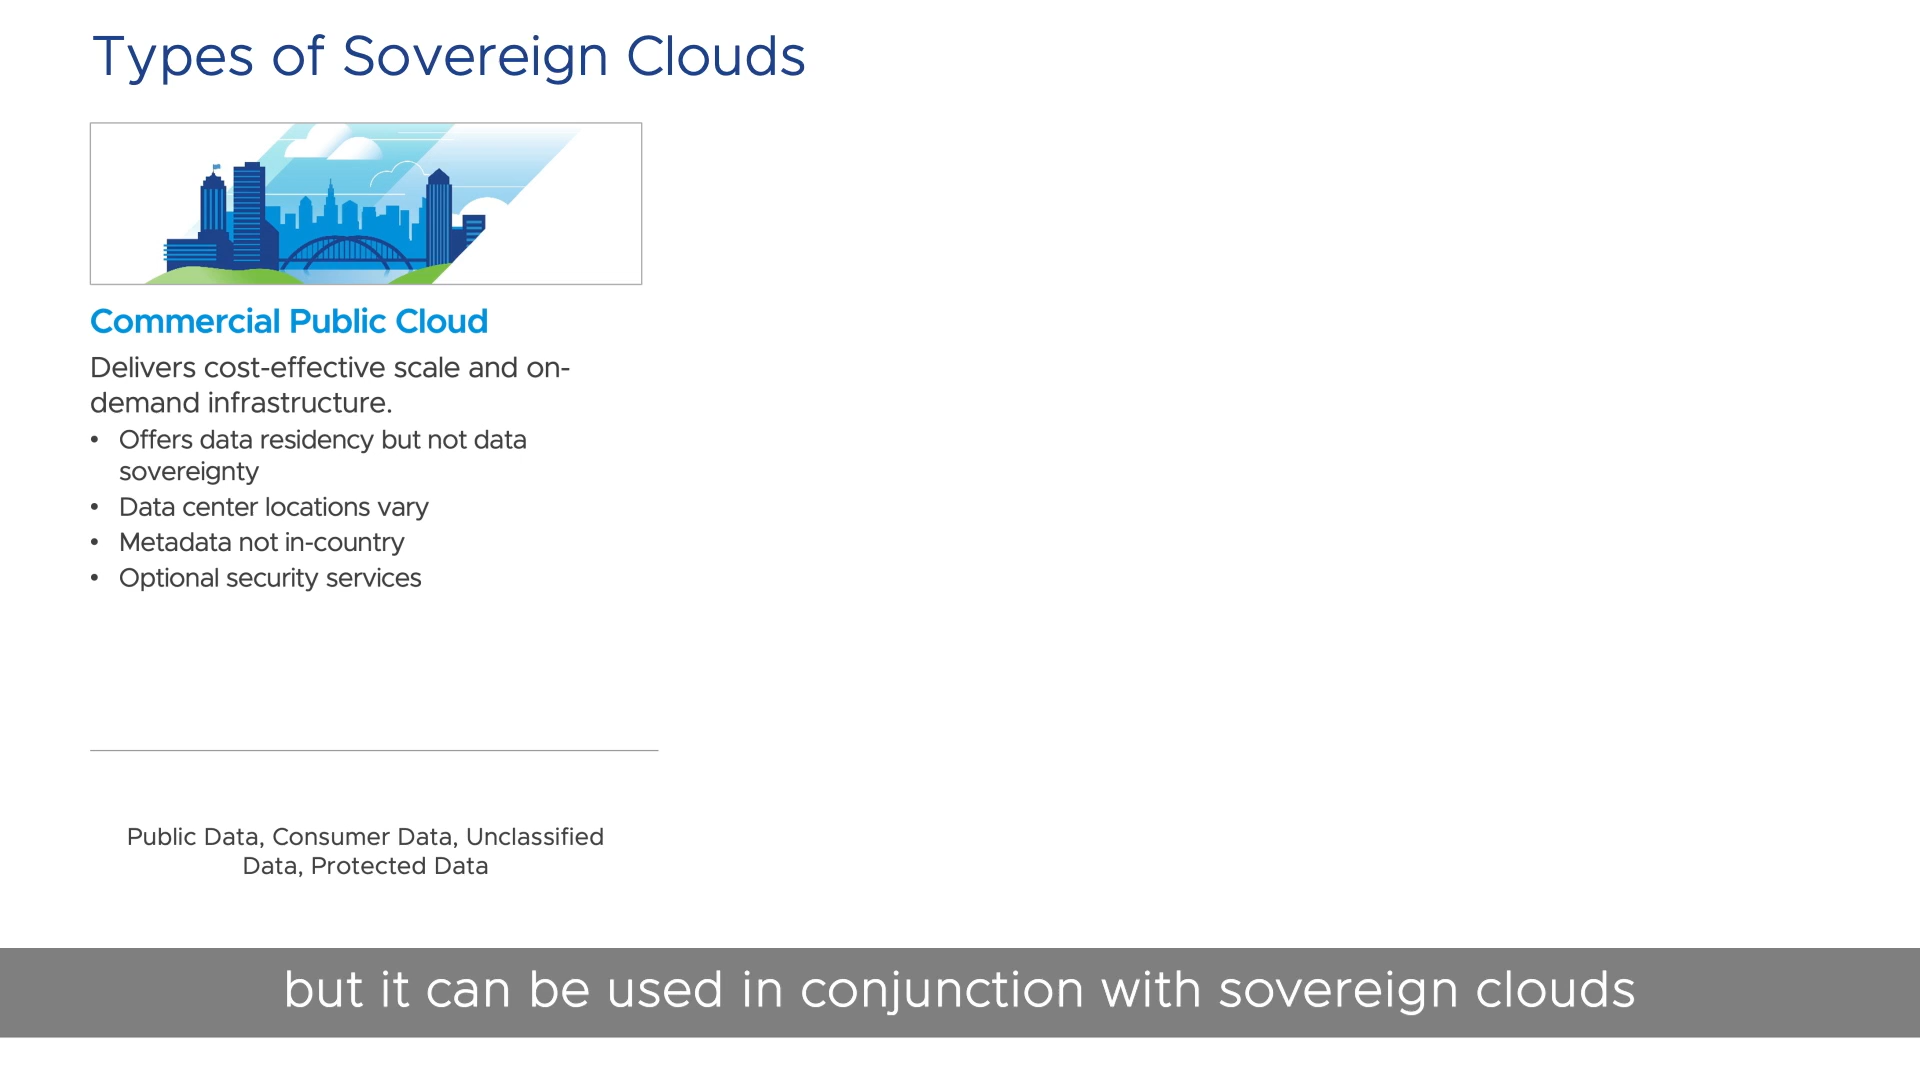 Types of Sovereign Clouds
Commercial Public Cloud
Delivers cost-effective scale and on-
demand infrastructure.
• Offers data residency but not data
sovereignty
• Data center locations vary
• Metadata not in-country
• Optional security services
Public Data, Consumer Data, Unclassified
Data, Protected Data
but it can be used in conjunction with sovereign clouds